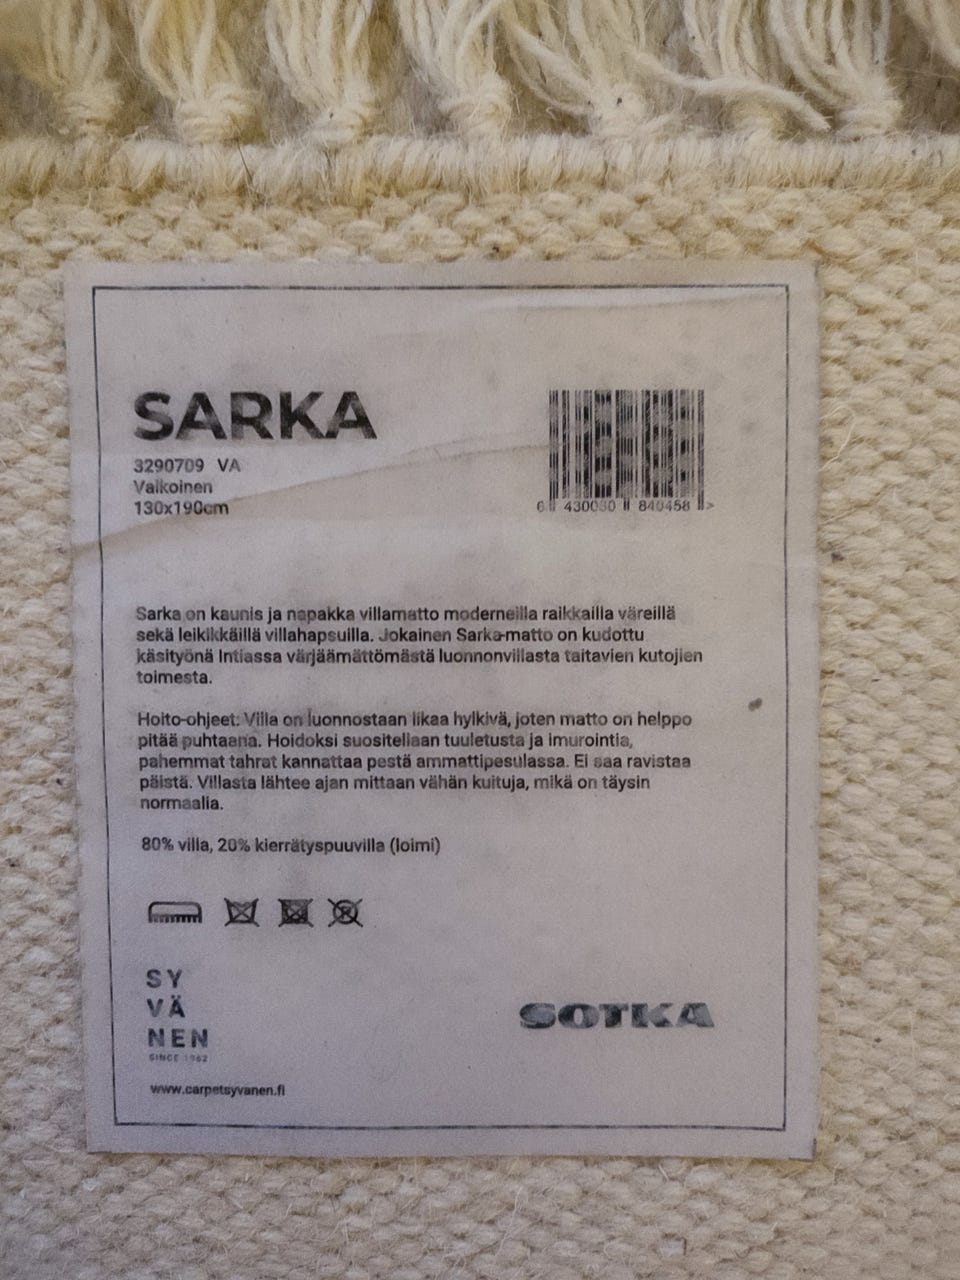 SARKA
3290709 VA
Valkoinen
130x190cm
6 430030 840458 >
Sarka on kaunis ja napakka villamatto moderneilla raikkailla väreillä
sekä leikikkäillä villahapsuilla. Jokainen Sarka-matto on kudottu
käsityönä Intiassa värjäämättömästä luonnonvillasta taitavien kutojien
toimesta.
Hoito-ohjeet: Villa on luonnostaan likaa hylkivä, joten matto on helppo
pitää puhtaana. Hoidoksi suositellaan tuuletusta ja imurointia,
pahemmat tahrat kannattaa pestä ammattipesulassa. Ei saa ravistaa
päistä. Villasta lähtee ajan mittaan vähän kuituja, mikä on täysin
normaalia.
80% villa, 20% kierrätyspuuvilla (loimi)
SY
VÄ
NEN
SINCE 1962
SOTKA
www.carpetsyvanen.fi